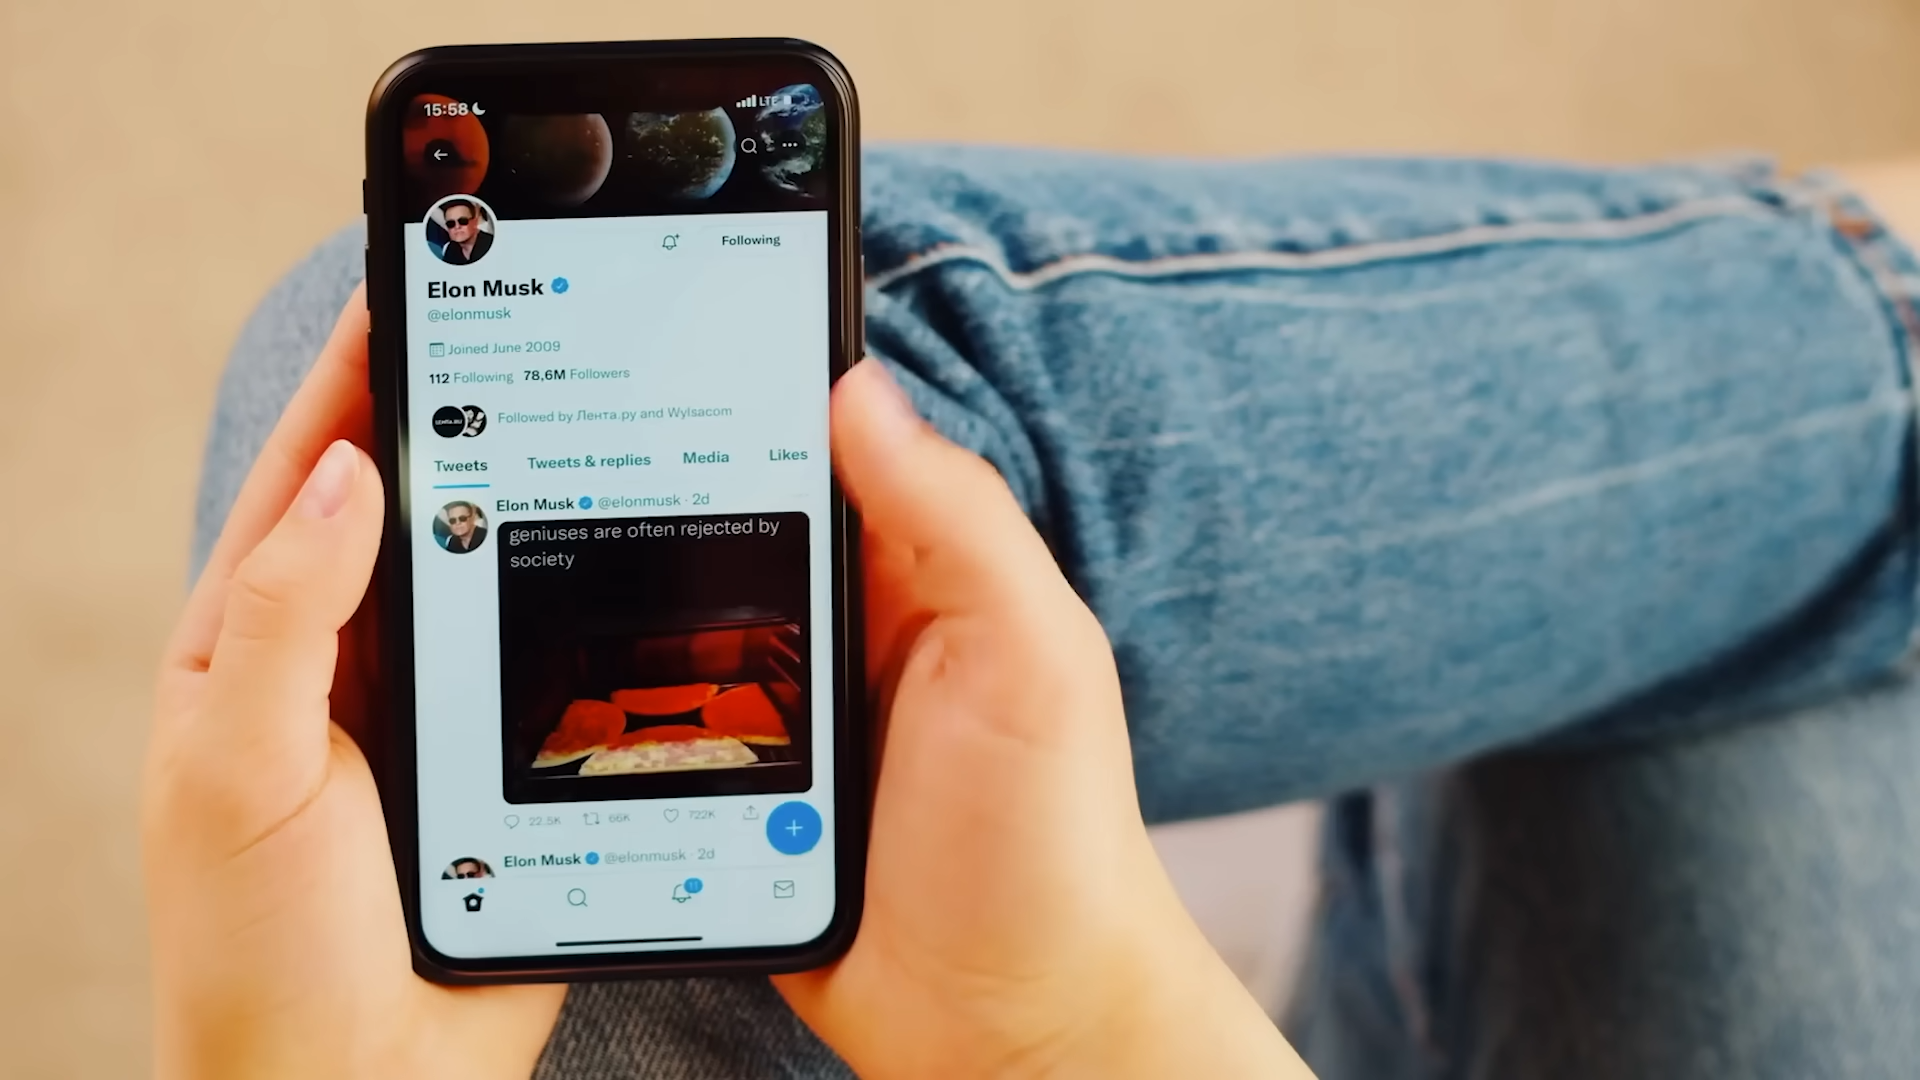 15:58 LTE
Following
Elon Musk
@elonmusk
Joined June 2009
112 Following 78,6M Followers
Followed by Лента.ру and Wylsacom
Tweets Tweets & replies Media Likes
Elon Musk @elonmusk · 2d
geniuses are often rejected by
society
22.5K 66K 722K
Elon Musk @elonmusk · 2d
11